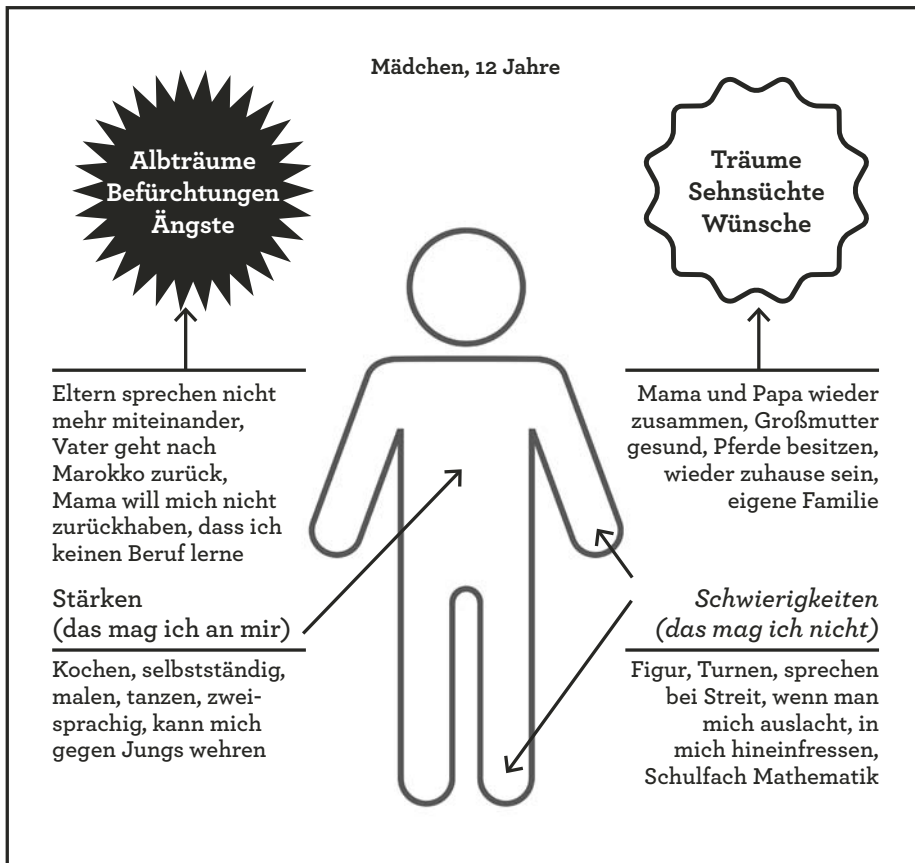 Mädchen, 12 Jahre
Albträume
Befürchtungen
Ängste
Träume
Sehnsüchte
Wünsche
Eltern sprechen nicht
mehr miteinander,
Vater geht nach
Marokko zurück,
Mama will mich nicht
zurückhaben, dass ich
keinen Beruf lerne
Mama und Papa wieder
zusammen, Großmutter
gesund, Pferde besitzen,
wieder zuhause sein,
eigene Familie
Stärken
(das mag ich an mir)
Kochen, selbstständig,
malen, tanzen, zwei-
sprachig, kann mich
gegen Jungs wehren
Schwierigkeiten
(das mag ich nicht)
Figur, Turnen, sprechen
bei Streit, wenn man
mich auslacht, in
mich hineinfressen,
Schulfach Mathematik